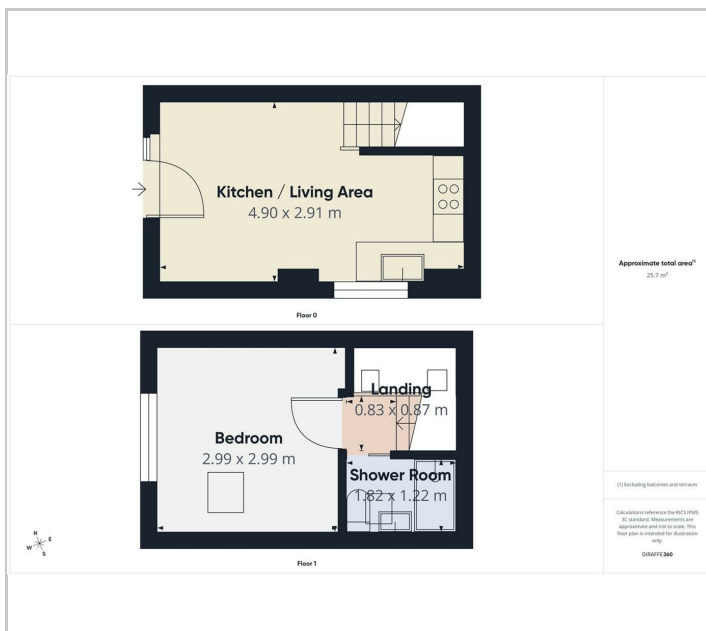 Kitchen / Living Area
4.90 x 2.91 m
Floor 0
Approximate total area⁽¹⁾
25.7 m²
Landing
0.83 x 0.87 m
Bedroom
2.99 x 2.99 m
Shower Room
1.82 x 1.22 m
Floor 1
N
E
S
W
(1) Excluding balconies and terraces
Calculations reference the RICS IPMS
3C standard. Measurements are
approximate and not to scale. This
floor plan is intended for illustration
only.
GIRAFFE360